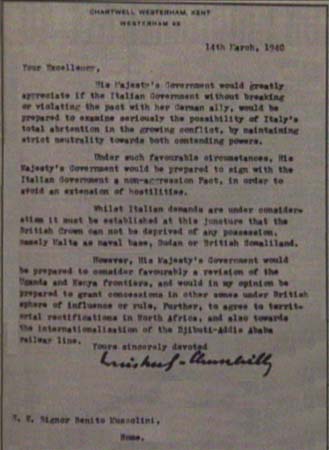 CHARTWELL WESTERHAM, KENT
WESTERHAM 93
14th March, 1940
Your Excellency,
His Majesty's Government would greatly
appreciate if the Italian Government without breaking
or violating the pact with her German ally, would be
prepared to examine seriously the possibility of Italy's
total abstention in the growing conflict, by maintaining
strict neutrality towards both contending powers.
Under such favourable circumstances, His
Majesty's Government would be prepared to sign with the
Italian Government a non-aggression Pact, in order to
avoid an extension of hostilities.
Whilst Italian demands are under consider
ation it must be established at this juncture that the
British Crown can not be deprived of any possession,
namely Malta as naval base, Sudan or British Somaliland.
However, His Majesty's Government would
be prepared to consider favourably a revision of the
Uganda and Kenya frontiers, and would in my opinion be
prepared to grant concessions in other zones under British
sphere of influence or rule, Further, to agree to territ-
orial rectifications in North Africa, and also towards
the internationalisation of the Djibuti-Addis Ababa
railway line.
Yours sincerely devoted
Winston S. Churchill
H. E. Signor Benito Mussolini,
Rome.